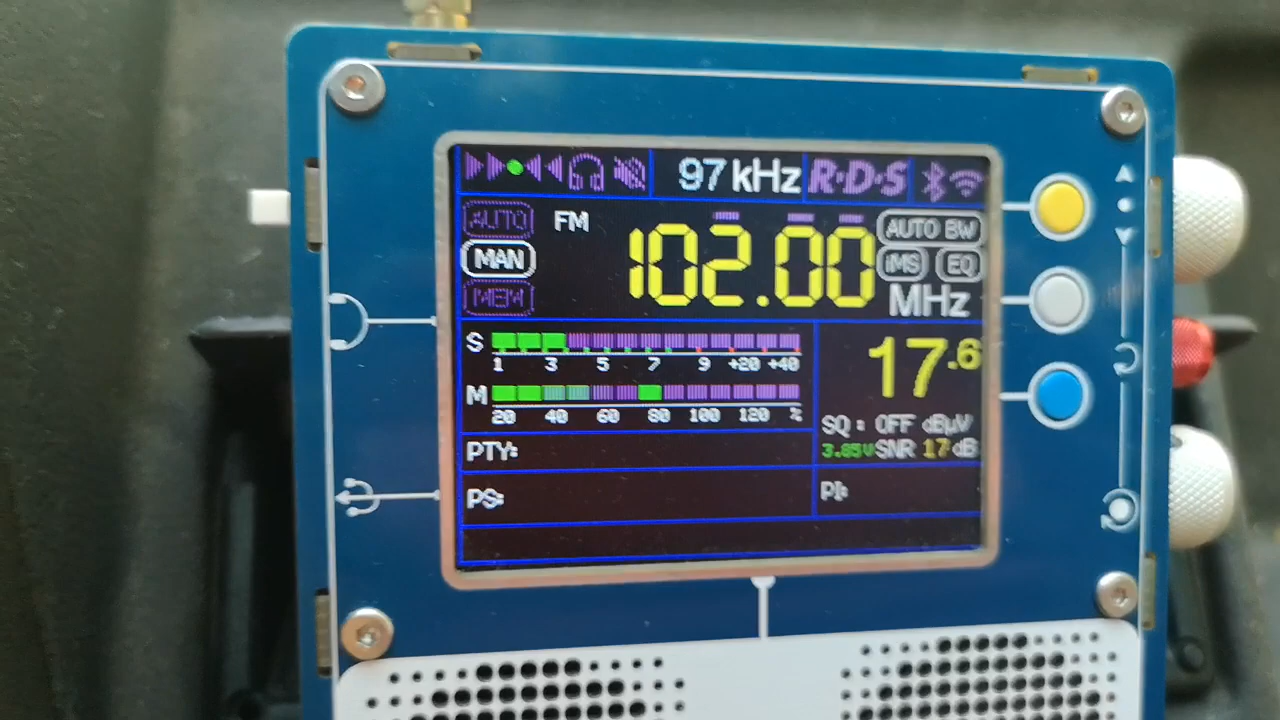 97 kHz R·D·S
AUTO FM 102.00 AUTO BW
MAN iMS EQ
MEM MHz
S
1 3 5 7 9 +20 +40
17.6
M
20 40 60 80 100 120 %
SQ: OFF dBµV
3.85V SNR 17 dB
PTY:
PS: PI: